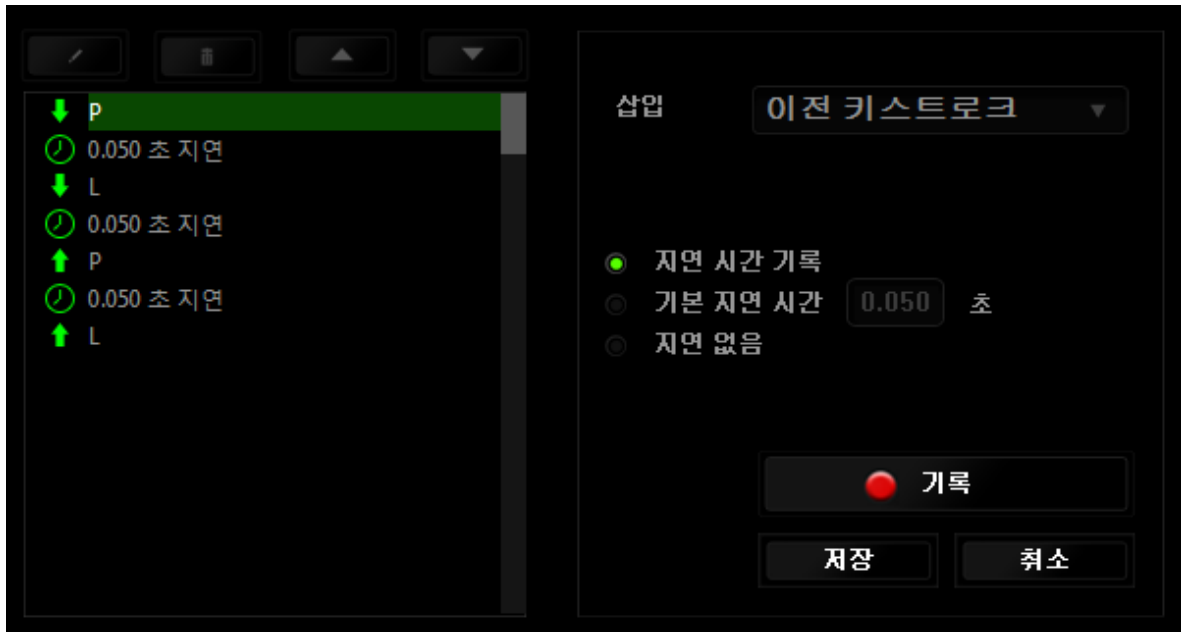 P
0.050 초 지연
L
0.050 초 지연
P
0.050 초 지연
L
삽입 이전 키스트로크
지연 시간 기록
기본 지연 시간 0.050 초
지연 없음
기록
저장 취소